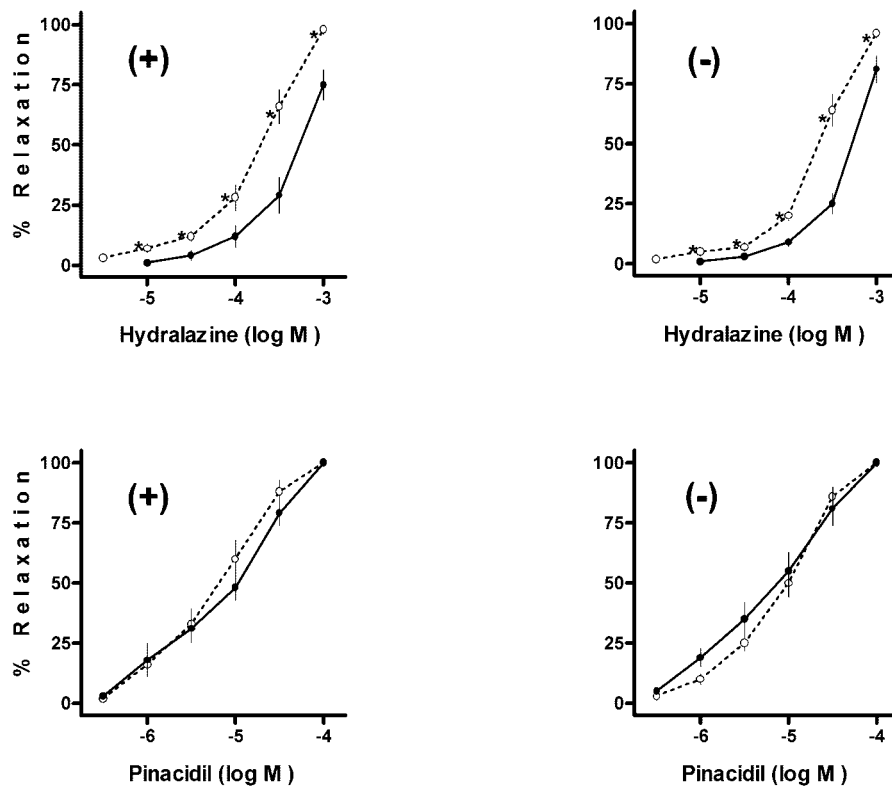 100
75
50
25
0
% Relaxation
(+)
* * * * *
-5 -4 -3
Hydralazine (log M )
100
75
50
25
0
(-)
* * * * *
-5 -4 -3
Hydralazine (log M )
100
75
50
25
0
% Relaxation
(+)
-6 -5 -4
Pinacidil (log M )
100
75
50
25
0
(-)
-6 -5 -4
Pinacidil (log M )